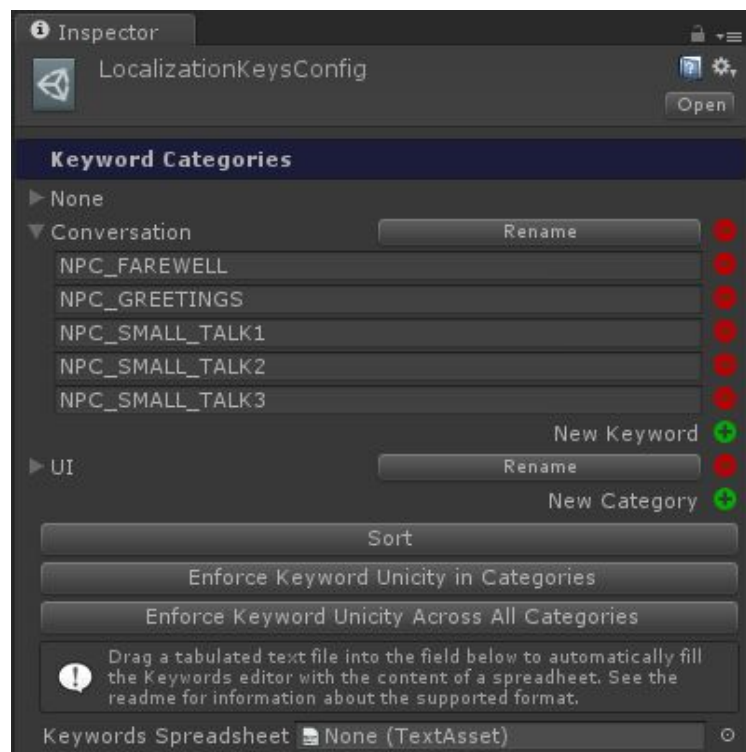 Inspector
LocalizationKeysConfig
Open
Keyword Categories
None
Conversation Rename
NPC_FAREWELL
NPC_GREETINGS
NPC_SMALL_TALK1
NPC_SMALL_TALK2
NPC_SMALL_TALK3
New Keyword
UI Rename
New Category
Sort
Enforce Keyword Unicity in Categories
Enforce Keyword Unicity Across All Categories
Drag a tabulated text file into the field below to automatically fill
the Keywords editor with the content of a spreadheet. See the
readme for information about the supported format.
Keywords Spreadsheet None (TextAsset)